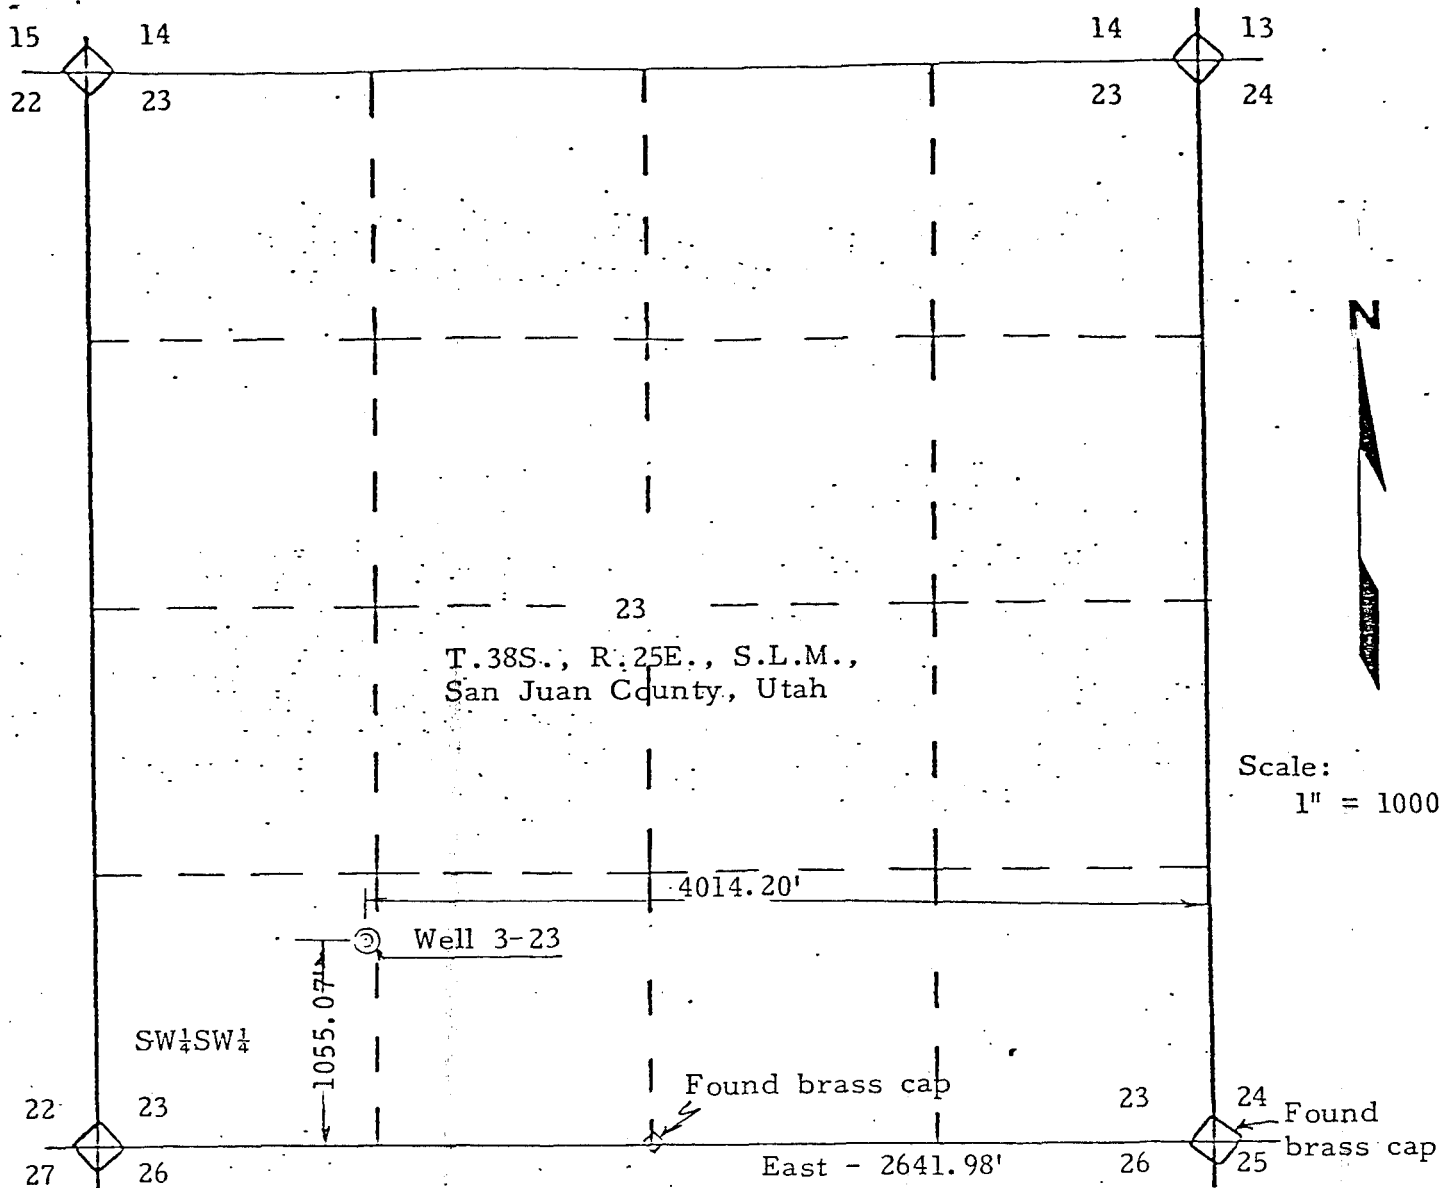 15 14
14 13
22 23
23 24
N
23
T.38S., R.25E., S.L.M.,
San Juan County, Utah
Scale:
1" = 1000
4014.20'
Well 3-23
1055.07'
SW¼SW¼
Found brass cap
22 23
23 24
Found
brass cap
27 26
East - 2641.98'
26 25